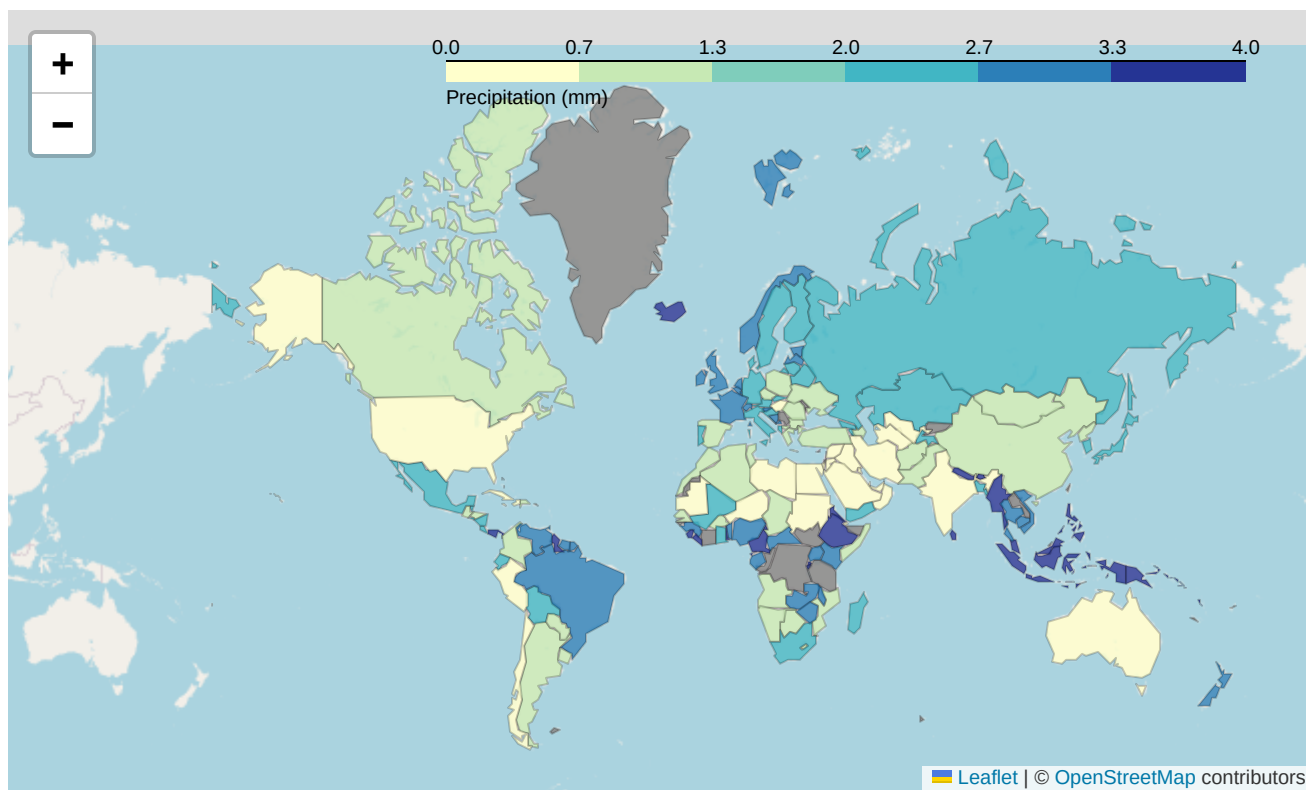 +
−
0.0 0.7 1.3 2.0 2.7 3.3 4.0
Precipitation (mm)
Leaflet | © OpenStreetMap contributors